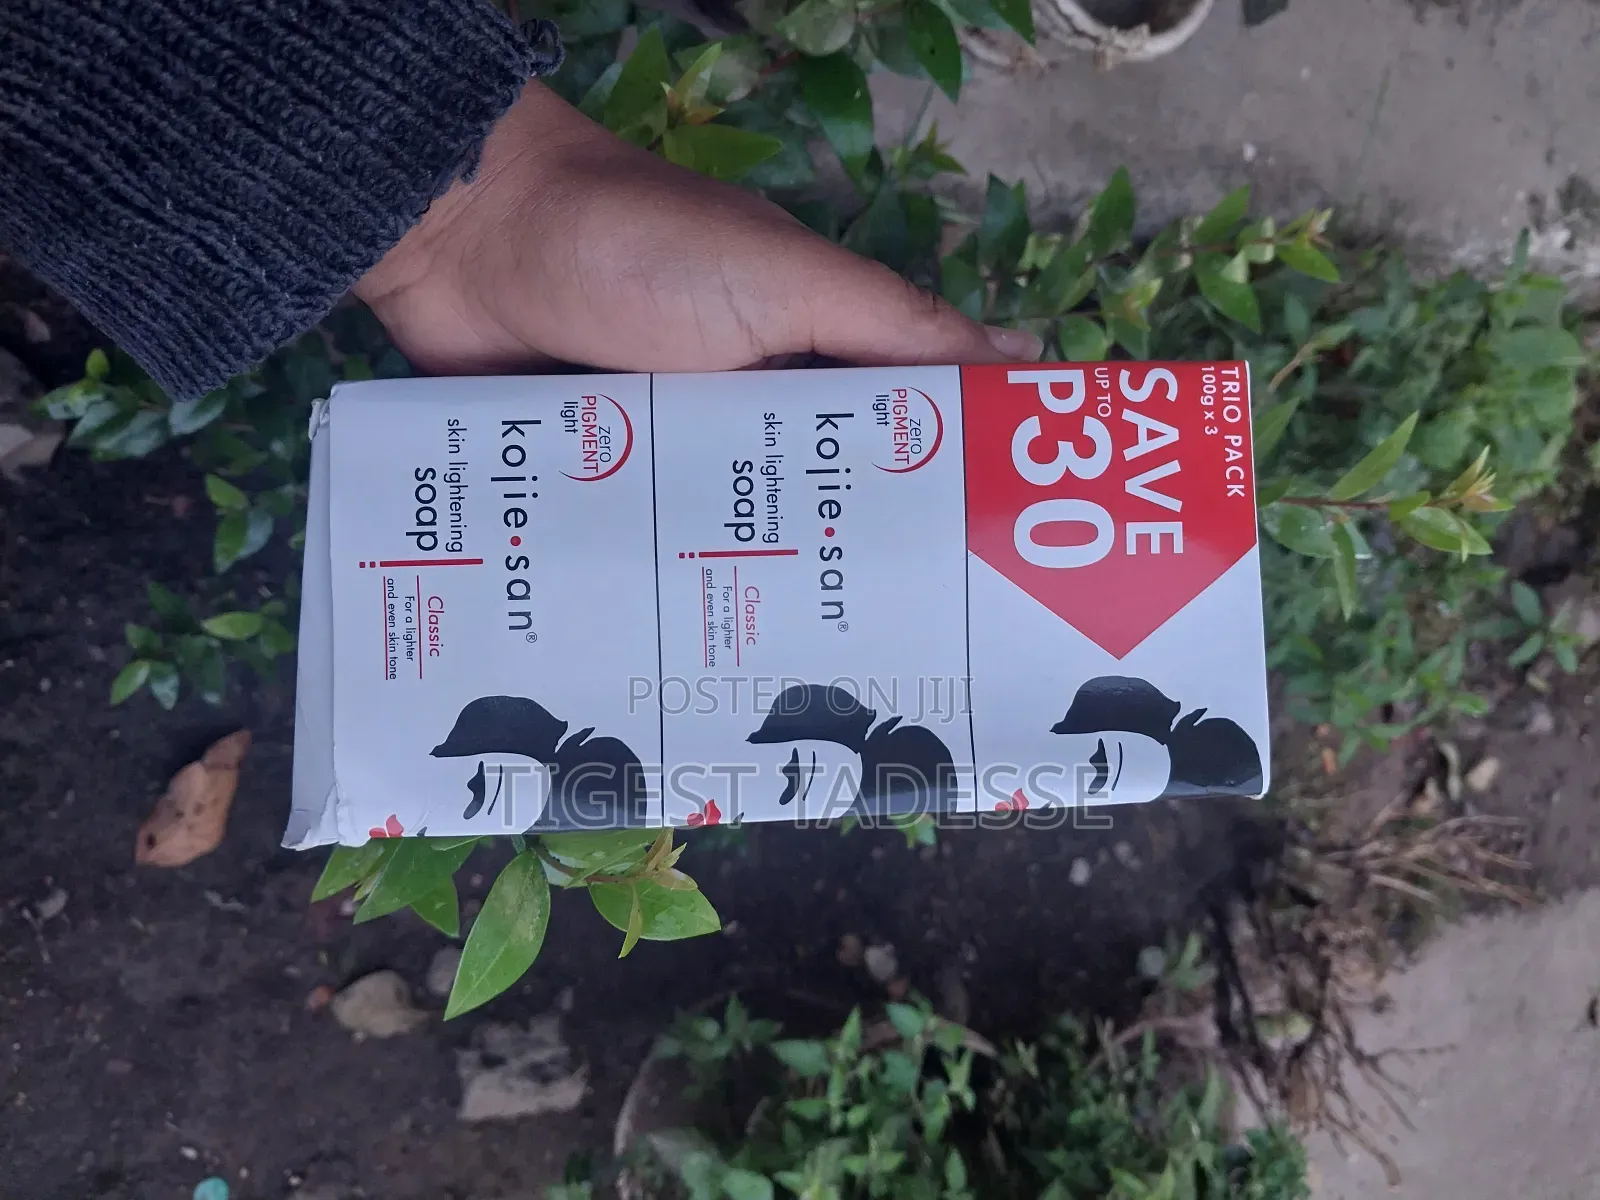 TRIO PACK
100g x 3
SAVE
UP TO
P30
zero
PIGMENT
light
kojie•san®
skin lightening
soap
Classic
For a lighter
and even skin tone
zero
PIGMENT
light
kojie•san®
skin lightening
soap
Classic
For a lighter
and even skin tone
POSTED ON JIJI
TIGEST TADESSE